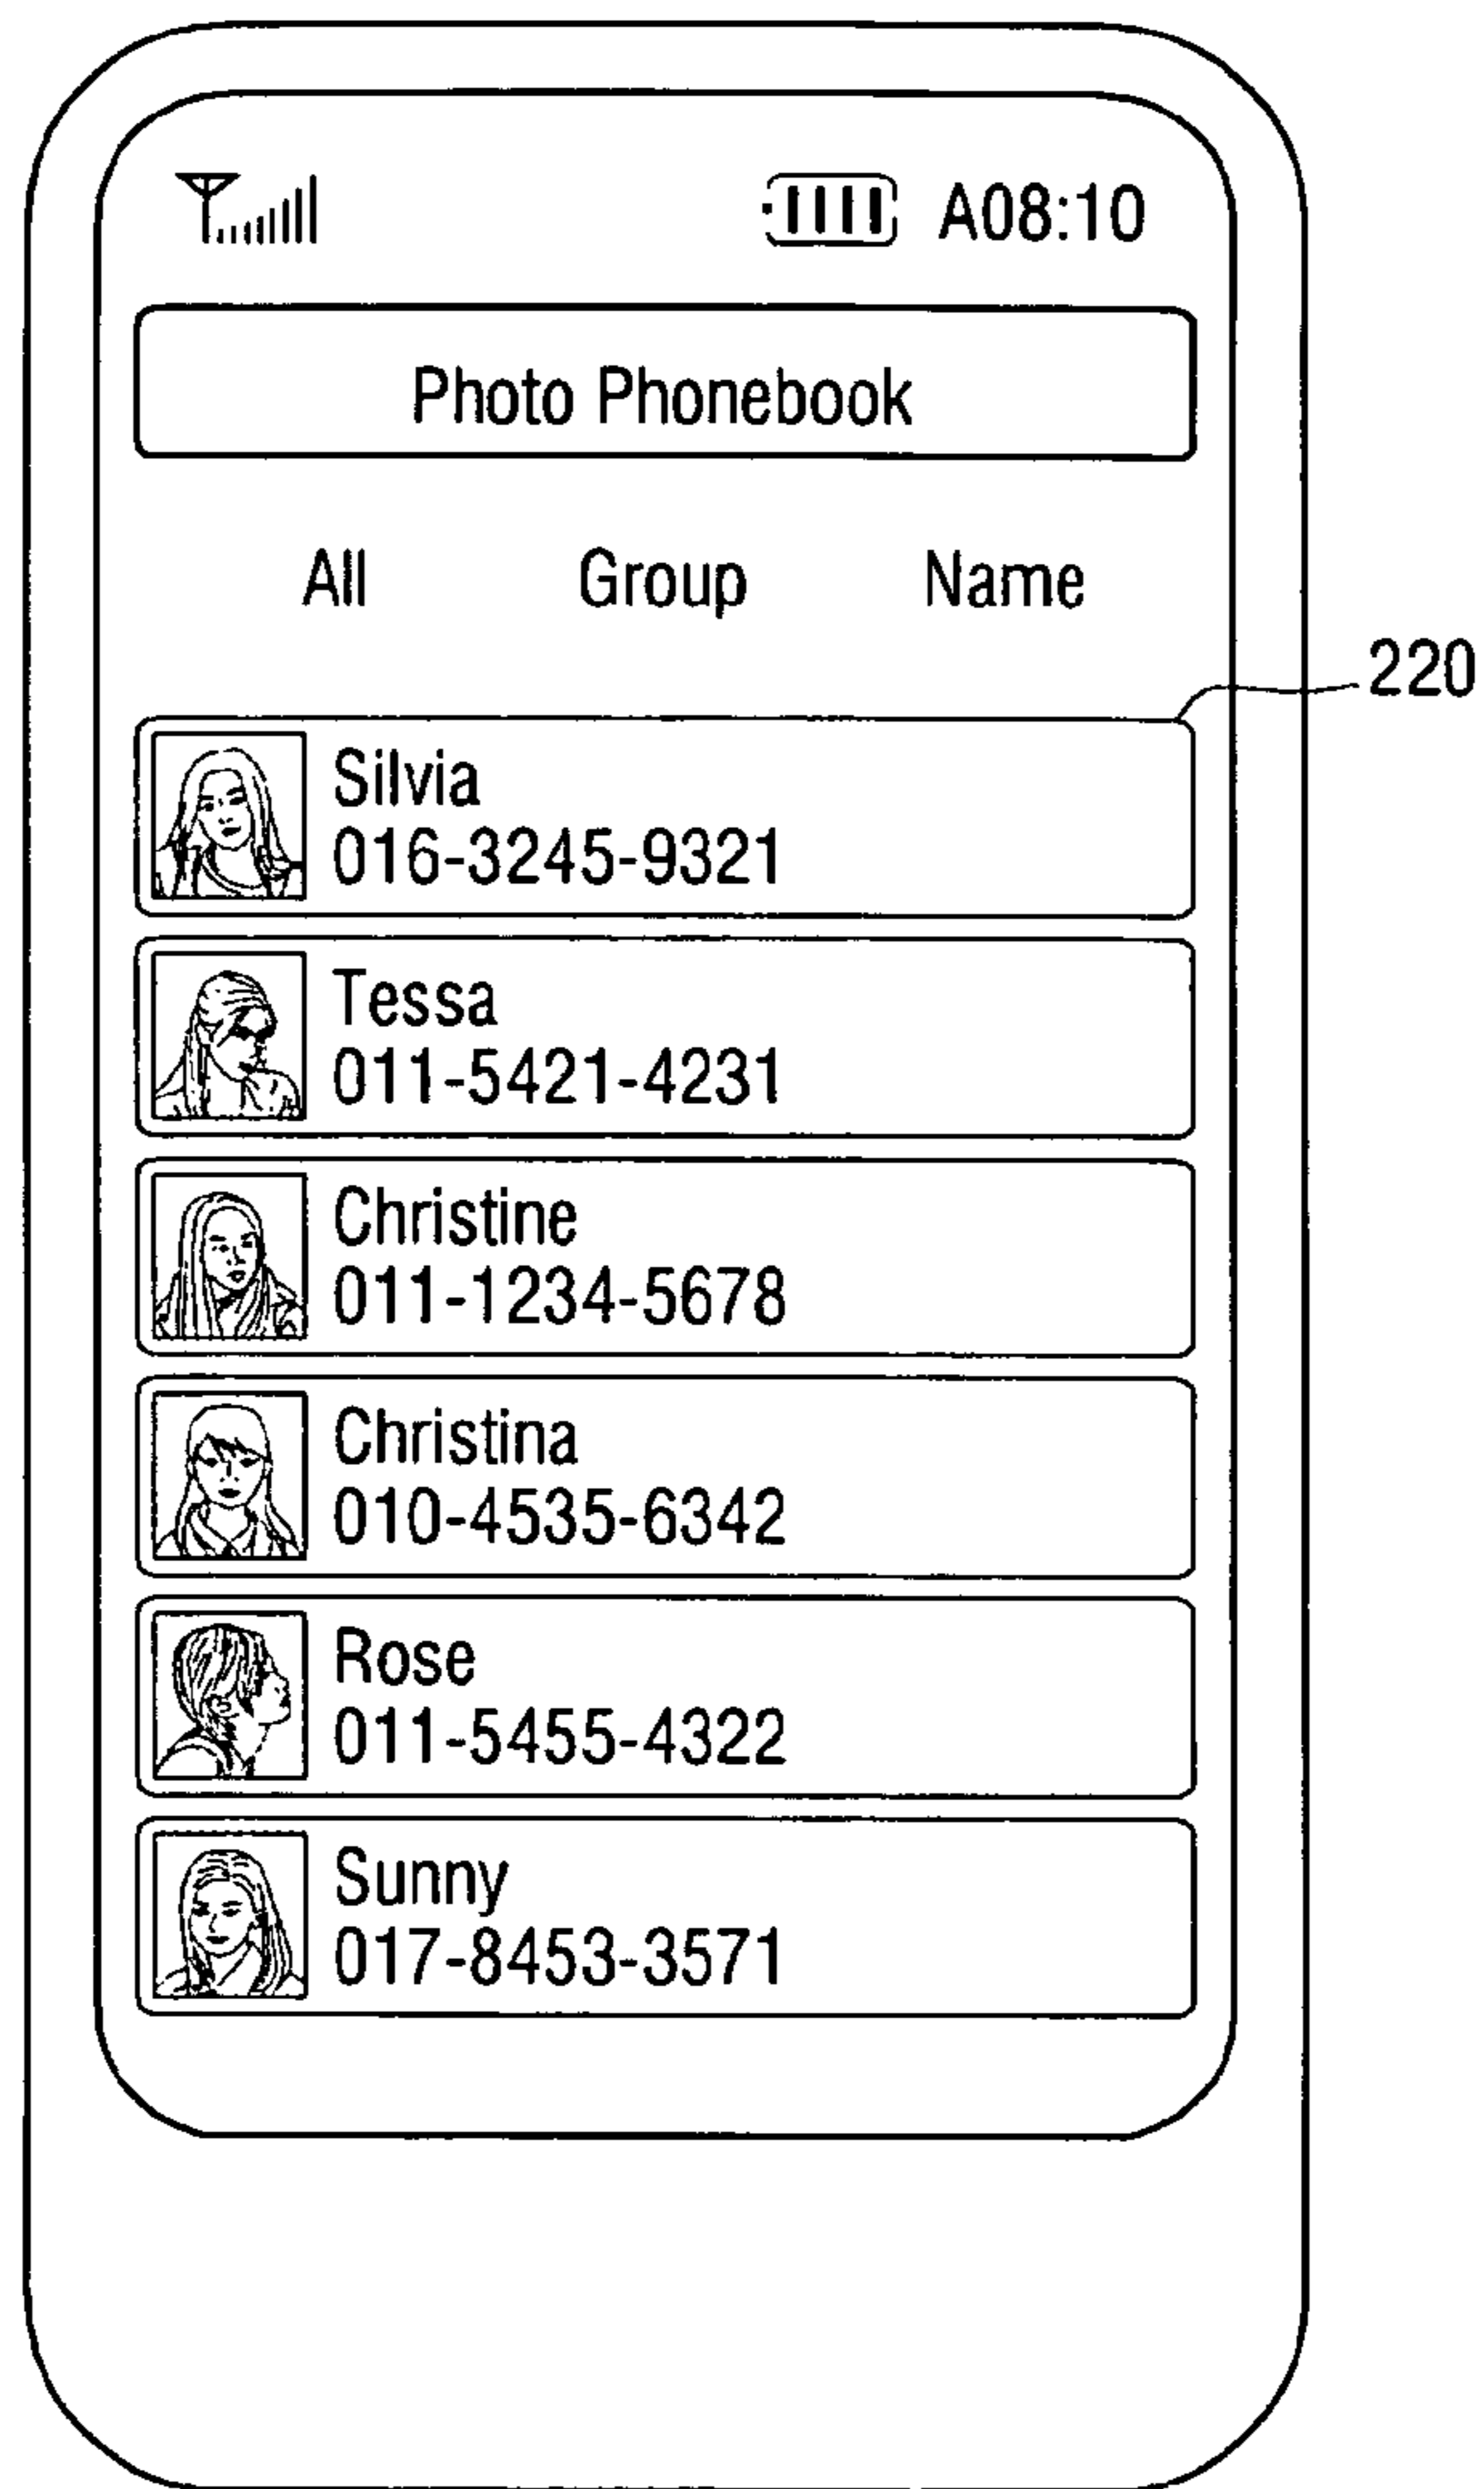 A08:10
Photo Phonebook
All Group Name
220
Silvia
016-3245-9321
Tessa
011-5421-4231
Christine
011-1234-5678
Christina
010-4535-6342
Rose
011-5455-4322
Sunny
017-8453-3571